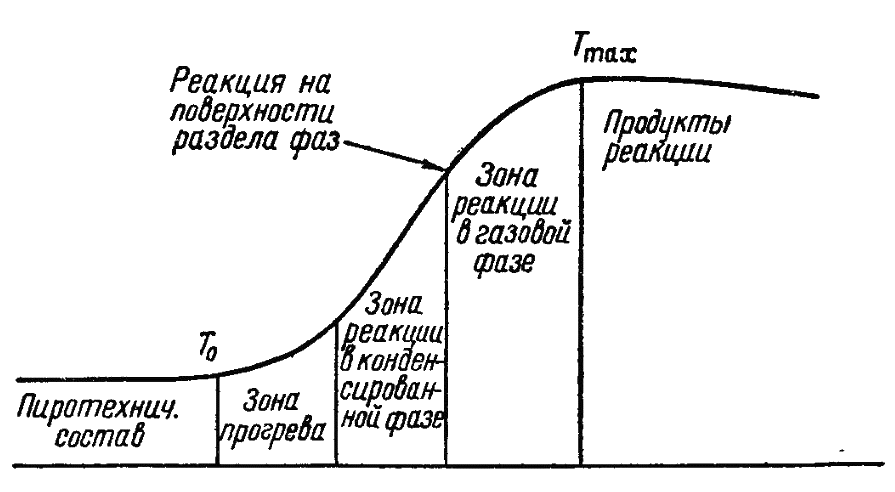 Tmax
Реакция на
поверхности
раздела фаз
Продукты
реакции
Зона
реакции
в газовой
фазе
T₀
Зона
реакции
в конден-
сирован-
ной фазе
Пиротехнич.
состав
Зона
прогрева